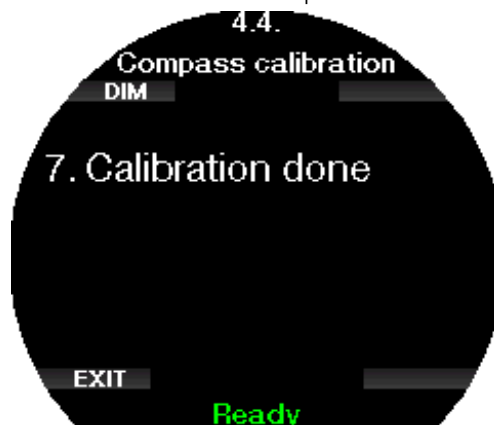 4.4.
Compass calibration
DIM
7. Calibration done
EXIT
Ready